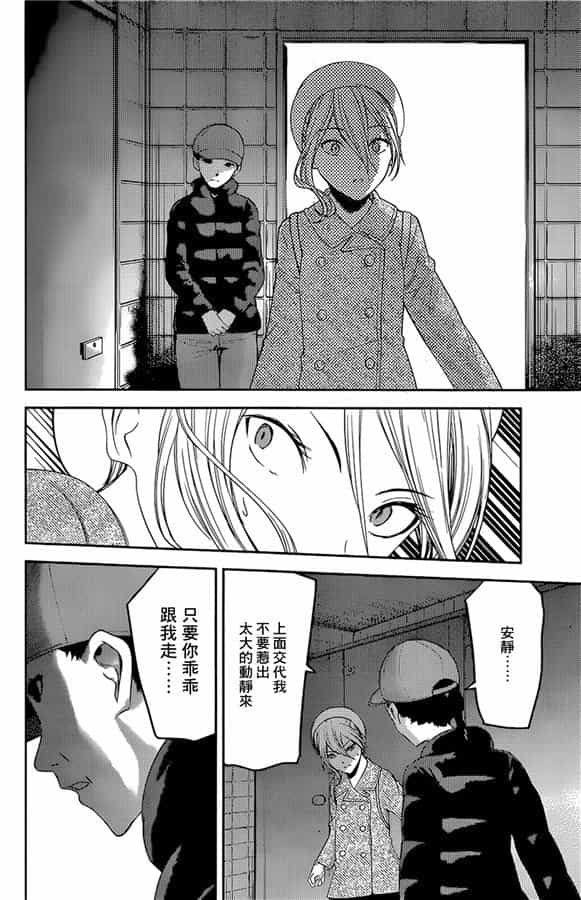 安靜……
上面交代我
不要惹出
太大的動靜來
只要你乖乖
跟我走……